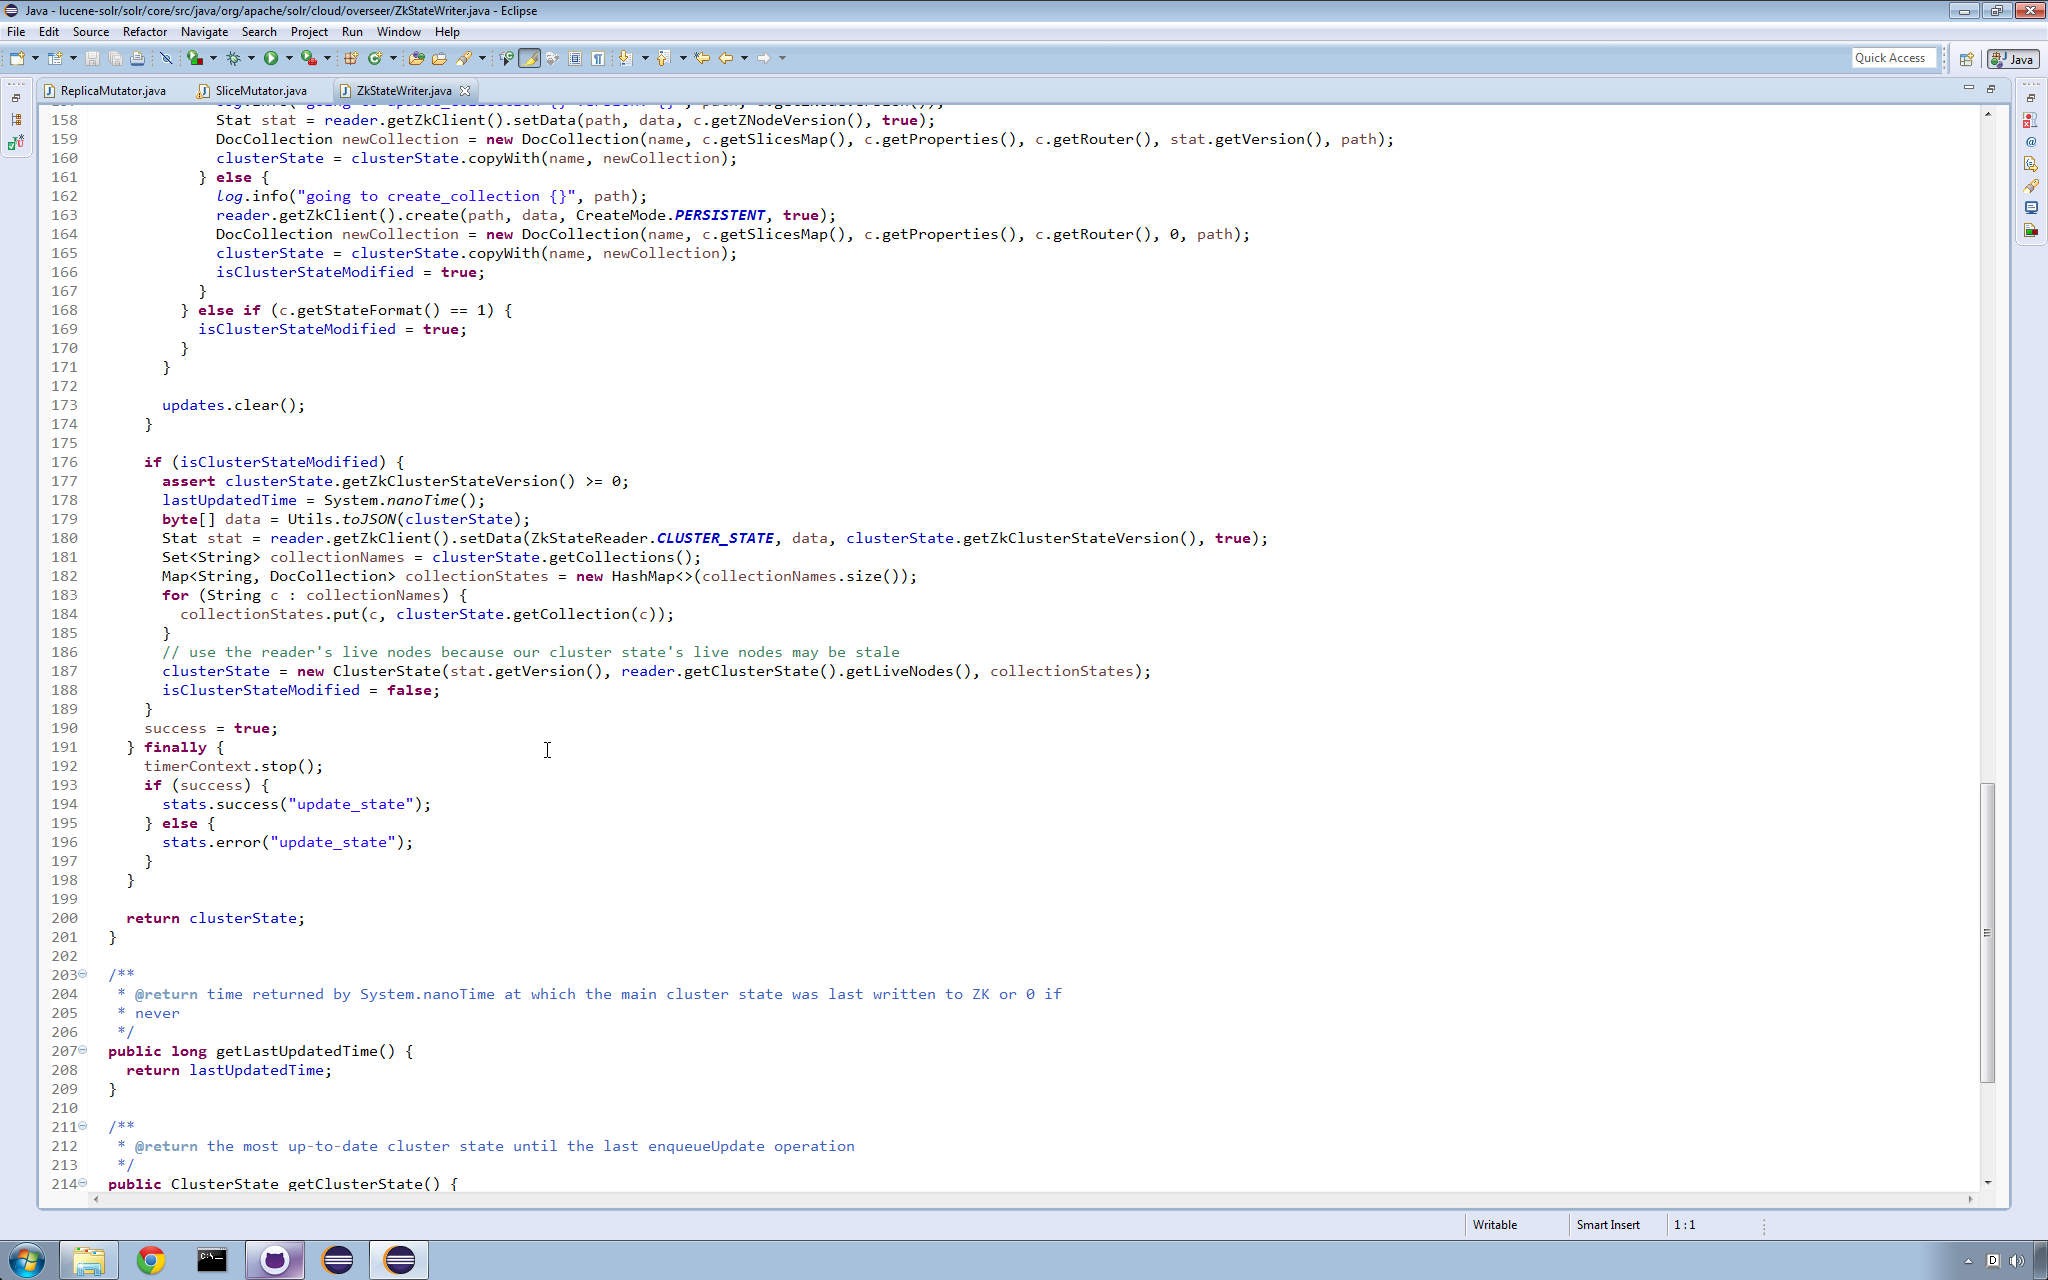 Java - lucene-solr/solr/core/src/java/org/apache/solr/cloud/overseer/ZkStateWriter.java - Eclipse
File Edit Source Refactor Navigate Search Project Run Window Help
Quick Access Java
ReplicaMutator.java SliceMutator.java ZkStateWriter.java
158 Stat stat = reader.getZkClient().setData(path, data, c.getZNodeVersion(), true);
159 DocCollection newCollection = new DocCollection(name, c.getSlicesMap(), c.getProperties(), c.getRouter(), stat.getVersion(), path);
160 clusterState = clusterState.copyWith(name, newCollection);
161 } else {
162 log.info("going to create_collection {}", path);
163 reader.getZkClient().create(path, data, CreateMode.PERSISTENT, true);
164 DocCollection newCollection = new DocCollection(name, c.getSlicesMap(), c.getProperties(), c.getRouter(), 0, path);
165 clusterState = clusterState.copyWith(name, newCollection);
166 isClusterStateModified = true;
167 }
168 } else if (c.getStateFormat() == 1) {
169 isClusterStateModified = true;
170 }
171 }
172
173 updates.clear();
174 }
175
176 if (isClusterStateModified) {
177 assert clusterState.getZkClusterStateVersion() >= 0;
178 lastUpdatedTime = System.nanoTime();
179 byte[] data = Utils.toJSON(clusterState);
180 Stat stat = reader.getZkClient().setData(ZkStateReader.CLUSTER_STATE, data, clusterState.getZkClusterStateVersion(), true);
181 Set<String> collectionNames = clusterState.getCollections();
182 Map<String, DocCollection> collectionStates = new HashMap<>(collectionNames.size());
183 for (String c : collectionNames) {
184 collectionStates.put(c, clusterState.getCollection(c));
185 }
186 // use the reader's live nodes because our cluster state's live nodes may be stale
187 clusterState = new ClusterState(stat.getVersion(), reader.getClusterState().getLiveNodes(), collectionStates);
188 isClusterStateModified = false;
189 }
190 success = true;
191 } finally {
192 timerContext.stop();
193 if (success) {
194 stats.success("update_state");
195 } else {
196 stats.error("update_state");
197 }
198 }
199
200 return clusterState;
201 }
202
203 /**
204 * @return time returned by System.nanoTime at which the main cluster state was last written to ZK or 0 if
205 * never
206 */
207 public long getLastUpdatedTime() {
208 return lastUpdatedTime;
209 }
210
211 /**
212 * @return the most up-to-date cluster state until the last enqueueUpdate operation
213 */
214 public ClusterState getClusterState() {
Writable Smart Insert 1 : 1